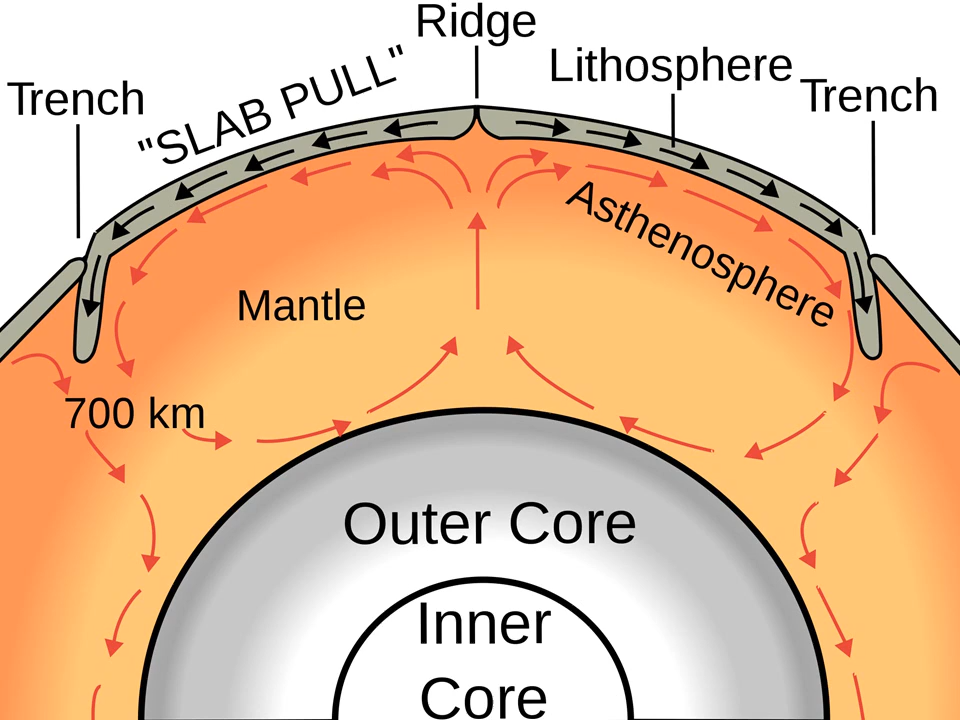 Ridge
Lithosphere
Trench
"SLAB PULL"
Trench
Asthenosphere
Mantle
700 km
Outer Core
Inner
Core